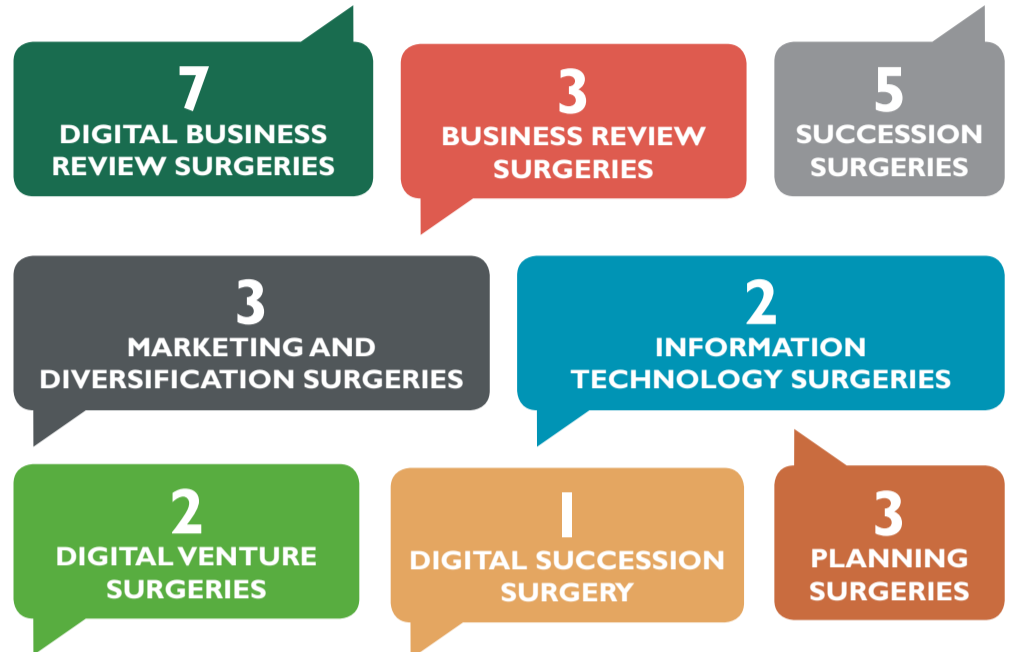 7
DIGITAL BUSINESS
REVIEW SURGERIES
3
BUSINESS REVIEW
SURGERIES
5
SUCCESSION
SURGERIES
3
MARKETING AND
DIVERSIFICATION SURGERIES
2
INFORMATION
TECHNOLOGY SURGERIES
2
DIGITAL VENTURE
SURGERIES
1
DIGITAL SUCCESSION
SURGERY
3
PLANNING
SURGERIES